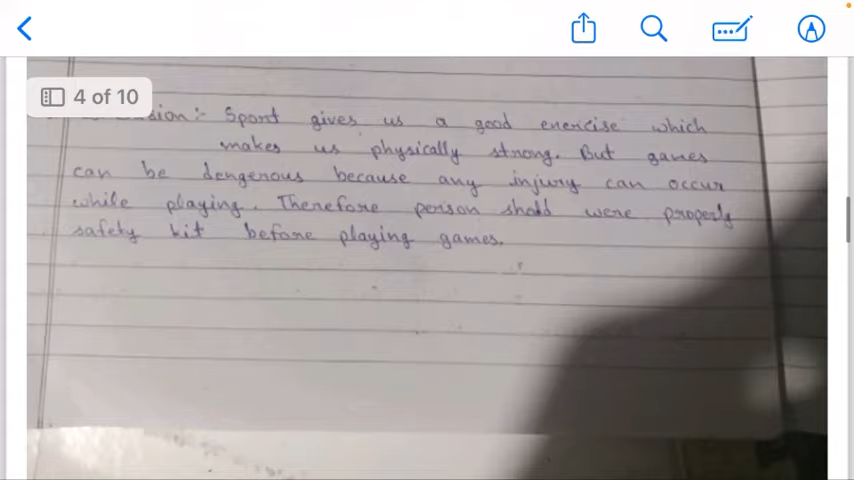 4 of 10
sion:- Sport gives us a good enercise which
makes us physically strong. But games
can be dengerous because any injury can occur
while playing. Therefore person shold were properly
safety kit before playing games.